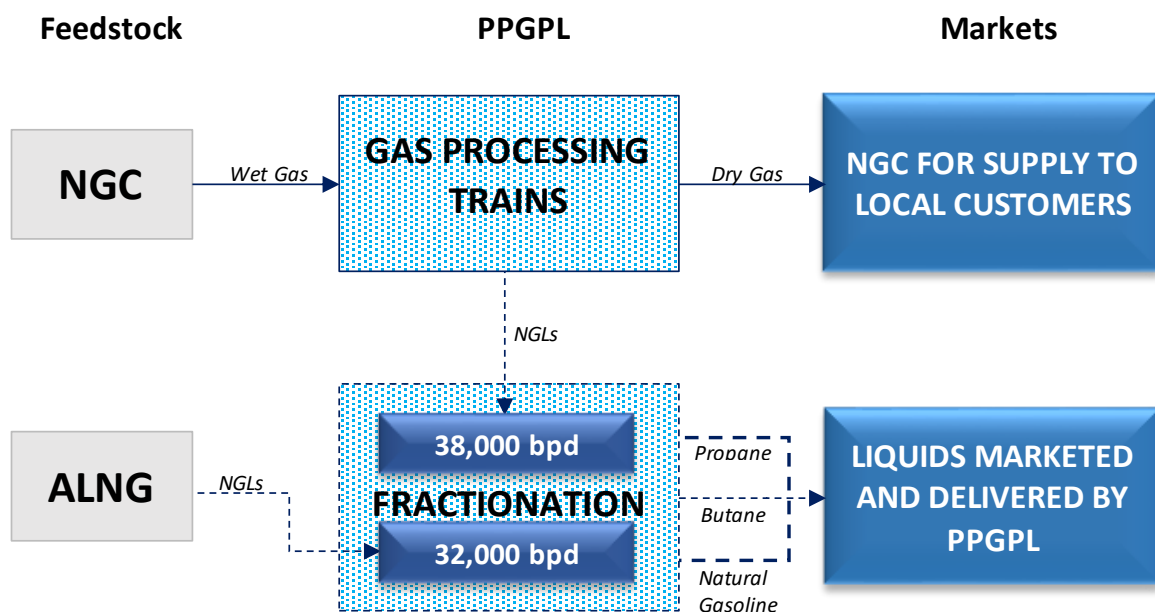 Feedstock
PPGPL
Markets
NGC
Wet Gas
GAS PROCESSING
TRAINS
Dry Gas
NGC FOR SUPPLY TO
LOCAL CUSTOMERS
NGLs
ALNG
NGLs
38,000 bpd
FRACTIONATION
32,000 bpd
Propane
Butane
Natural
Gasoline
LIQUIDS MARKETED
AND DELIVERED BY
PPGPL